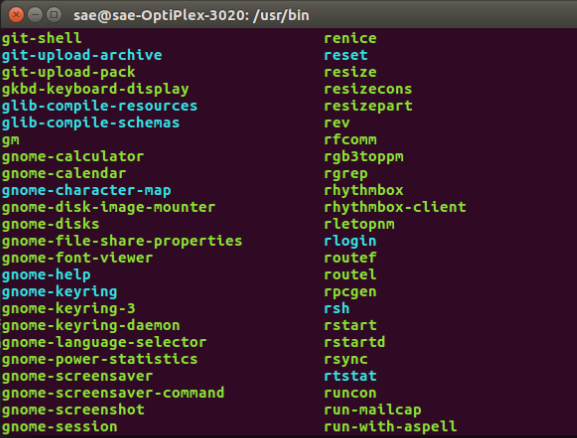 sae@sae-OptiPlex-3020: /usr/bin
git-shell renice
git-upload-archive reset
git-upload-pack resize
gkbd-keyboard-display resizecons
glib-compile-resources resizepart
glib-compile-schemas rev
gm rfcomm
gnome-calculator rgb3toppm
gnome-calendar rgrep
gnome-character-map rhythmbox
gnome-disk-image-mounter rhythmbox-client
gnome-disks rletopnm
gnome-file-share-properties rlogin
gnome-font-viewer routef
gnome-help routel
gnome-keyring rpcgen
gnome-keyring-3 rsh
gnome-keyring-daemon rstart
gnome-language-selector rstartd
gnome-power-statistics rsync
gnome-screensaver rtstat
gnome-screensaver-command runcon
gnome-screenshot run-mailcap
gnome-session run-with-aspell